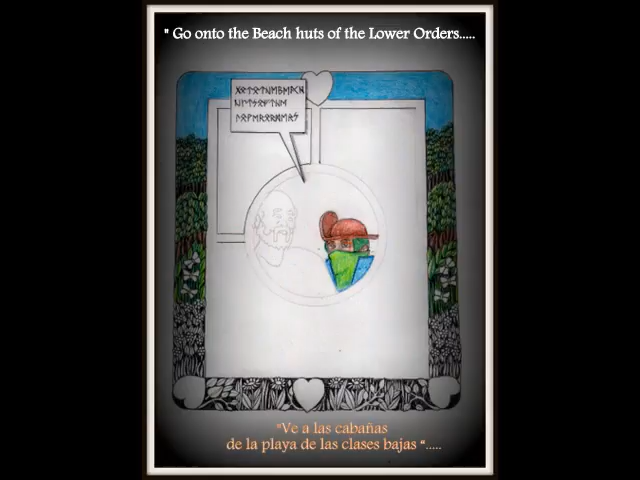 " Go onto the Beach huts of the Lower Orders.....
"Ve a las cabañas
de la playa de las clases bajas “.....